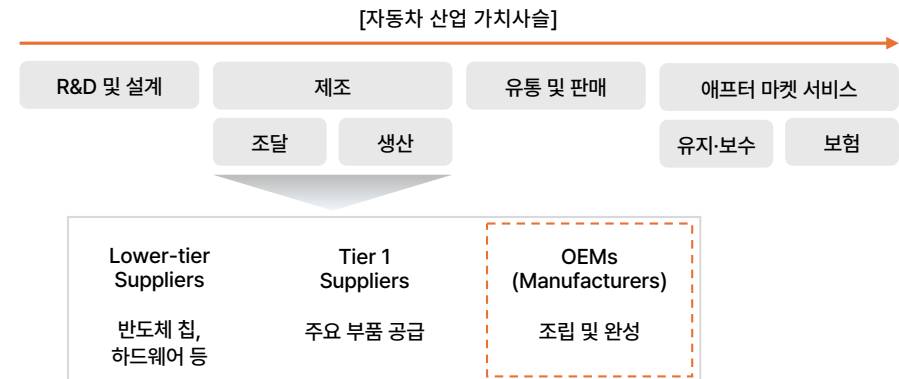 [자동차 산업 가치사슬]
R&D 및 설계
제조
유통 및 판매
애프터 마켓 서비스
조달
생산
유지·보수
보험
Lower-tier
Suppliers
반도체 칩,
하드웨어 등
Tier 1
Suppliers
주요 부품 공급
OEMs
(Manufacturers)
조립 및 완성